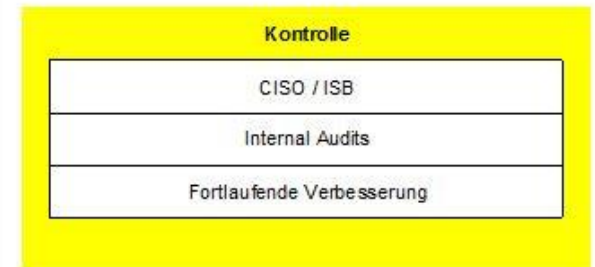 Kontrolle
CISO / ISB
Internal Audits
Fortlaufende Verbesserung